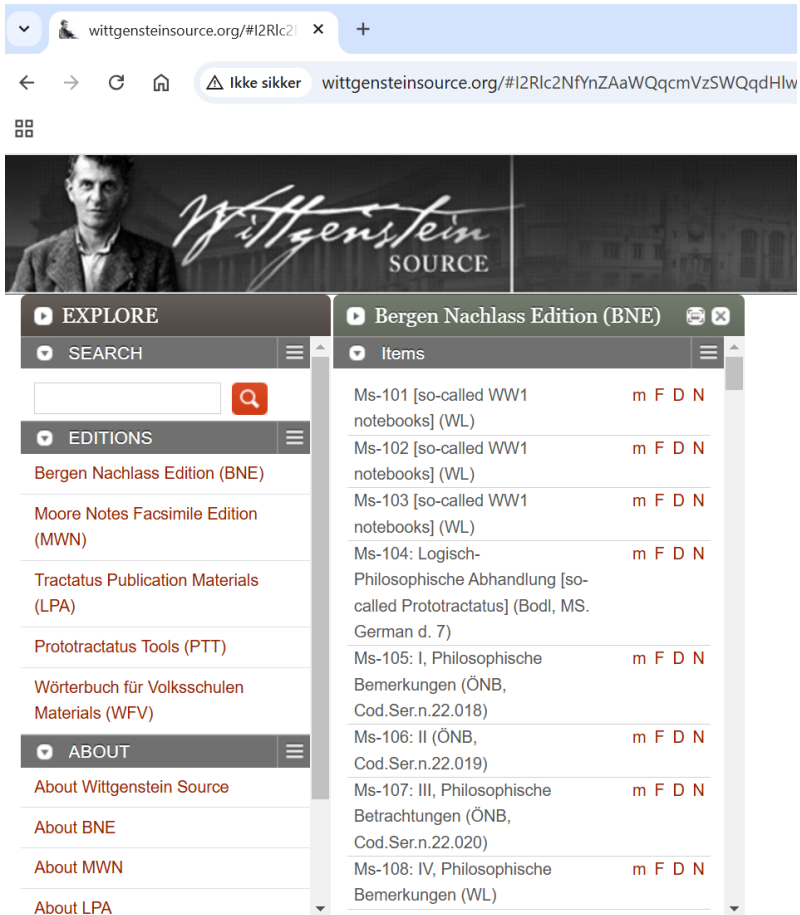 wittgensteinsource.org/#I2Rlc2
Ikke sikker wittgensteinsource.org/#I2Rlc2NfYnZAaWQqcmVzSWQqdHlw
Wittgenstein
SOURCE
EXPLORE
SEARCH
EDITIONS
Bergen Nachlass Edition (BNE)
Moore Notes Facsimile Edition
(MWN)
Tractatus Publication Materials
(LPA)
Prototractatus Tools (PTT)
Wörterbuch für Volksschulen
Materials (WFV)
ABOUT
About Wittgenstein Source
About BNE
About MWN
About LPA
Bergen Nachlass Edition (BNE)
Items
Ms-101 [so-called WW1 m F D N
notebooks] (WL)
Ms-102 [so-called WW1 m F D N
notebooks] (WL)
Ms-103 [so-called WW1 m F D N
notebooks] (WL)
Ms-104: Logisch- m F D N
Philosophische Abhandlung [so-
called Prototractatus] (Bodl, MS.
German d. 7)
Ms-105: I, Philosophische m F D N
Bemerkungen (ÖNB,
Cod.Ser.n.22.018)
Ms-106: II (ÖNB, m F D N
Cod.Ser.n.22.019)
Ms-107: III, Philosophische m F D N
Betrachtungen (ÖNB,
Cod.Ser.n.22.020)
Ms-108: IV, Philosophische m F D N
Bemerkungen (WL)